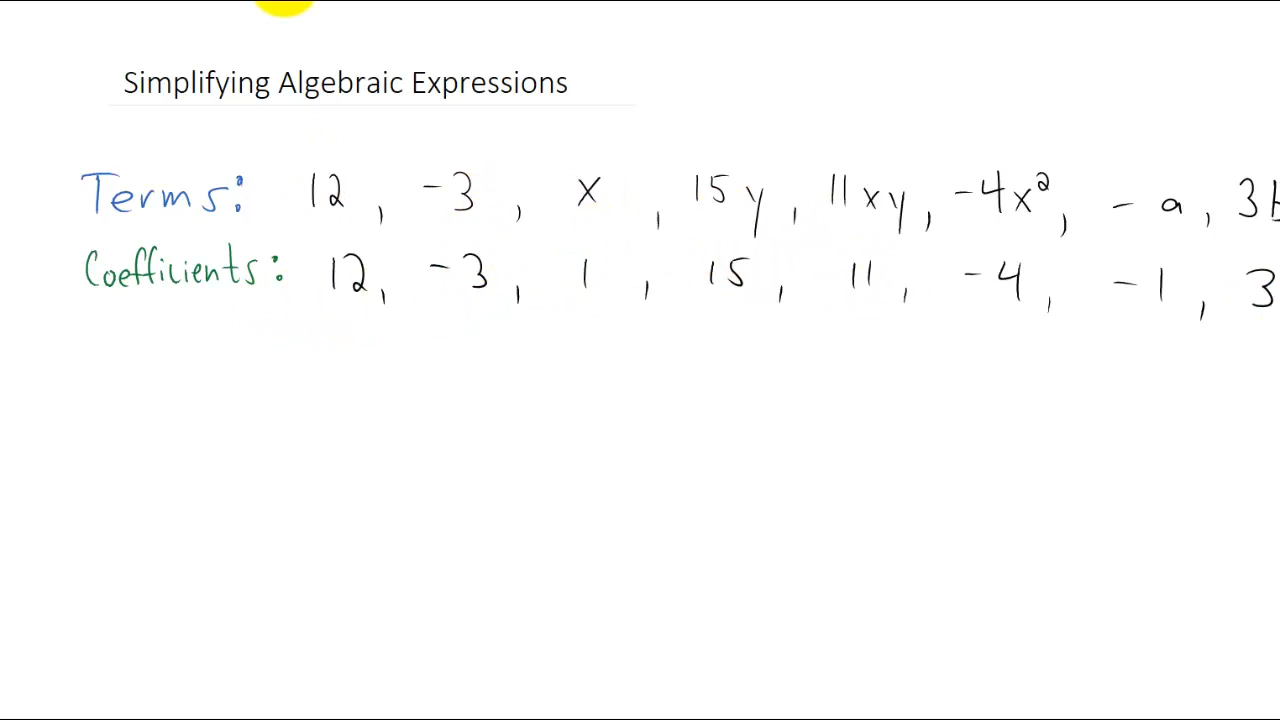 Simplifying Algebraic Expressions
Terms: 12, -3, x, 15y, 11xy, -4x², -a, 3
Coefficients: 12, -3, 1, 15, 11, -4, -1, 3